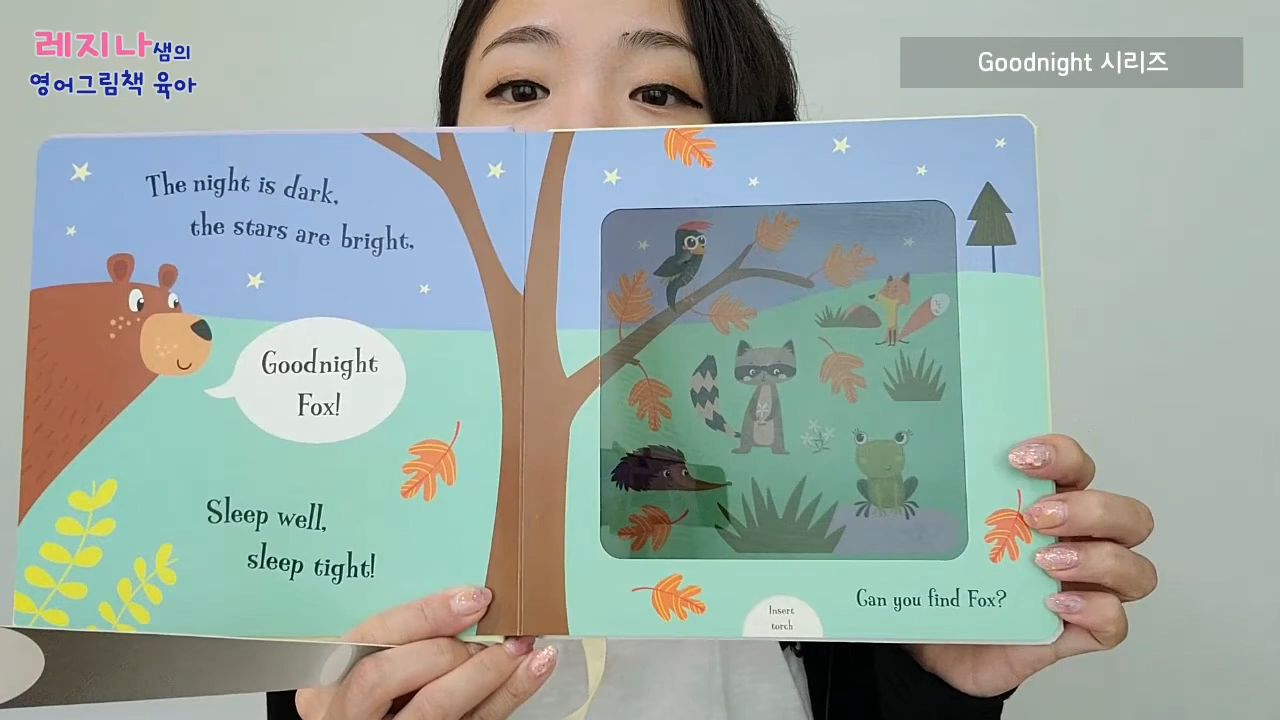 레지나샘의
영어그림책 육아
Goodnight 시리즈
The night is dark,
the stars are bright,
Goodnight
Fox!
Sleep well,
sleep tight!
Insert
torch
Can you find Fox?